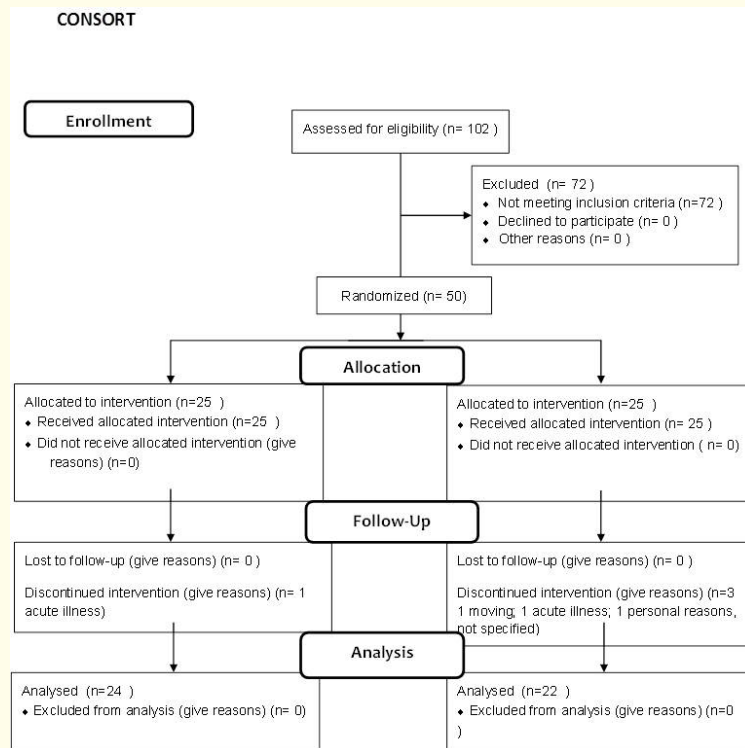 CONSORT
Enrollment
Assessed for eligibility (n= 102 )
Excluded (n= 72 )
♦ Not meeting inclusion criteria (n=72 )
♦ Declined to participate (n= 0 )
♦ Other reasons (n= 0 )
Randomized (n= 50)
Allocation
Allocated to intervention (n=25 )
♦ Received allocated intervention (n=25 )
♦ Did not receive allocated intervention (give
reasons) (n=0)
Allocated to intervention (n=25 )
♦ Received allocated intervention (n= 25 )
♦ Did not receive allocated intervention ( n= 0)
Follow-Up
Lost to follow-up (give reasons) (n= 0 )
Discontinued intervention (give reasons) (n= 1
acute illness)
Lost to follow-up (give reasons) (n= 0 )
Discontinued intervention (give reasons) (n=3
1 moving; 1 acute illness; 1 personal reasons,
not specified)
Analysis
Analysed (n=24 )
♦ Excluded from analysis (give reasons) (n= 0)
Analysed (n=22 )
♦ Excluded from analysis (give reasons) (n=0
)